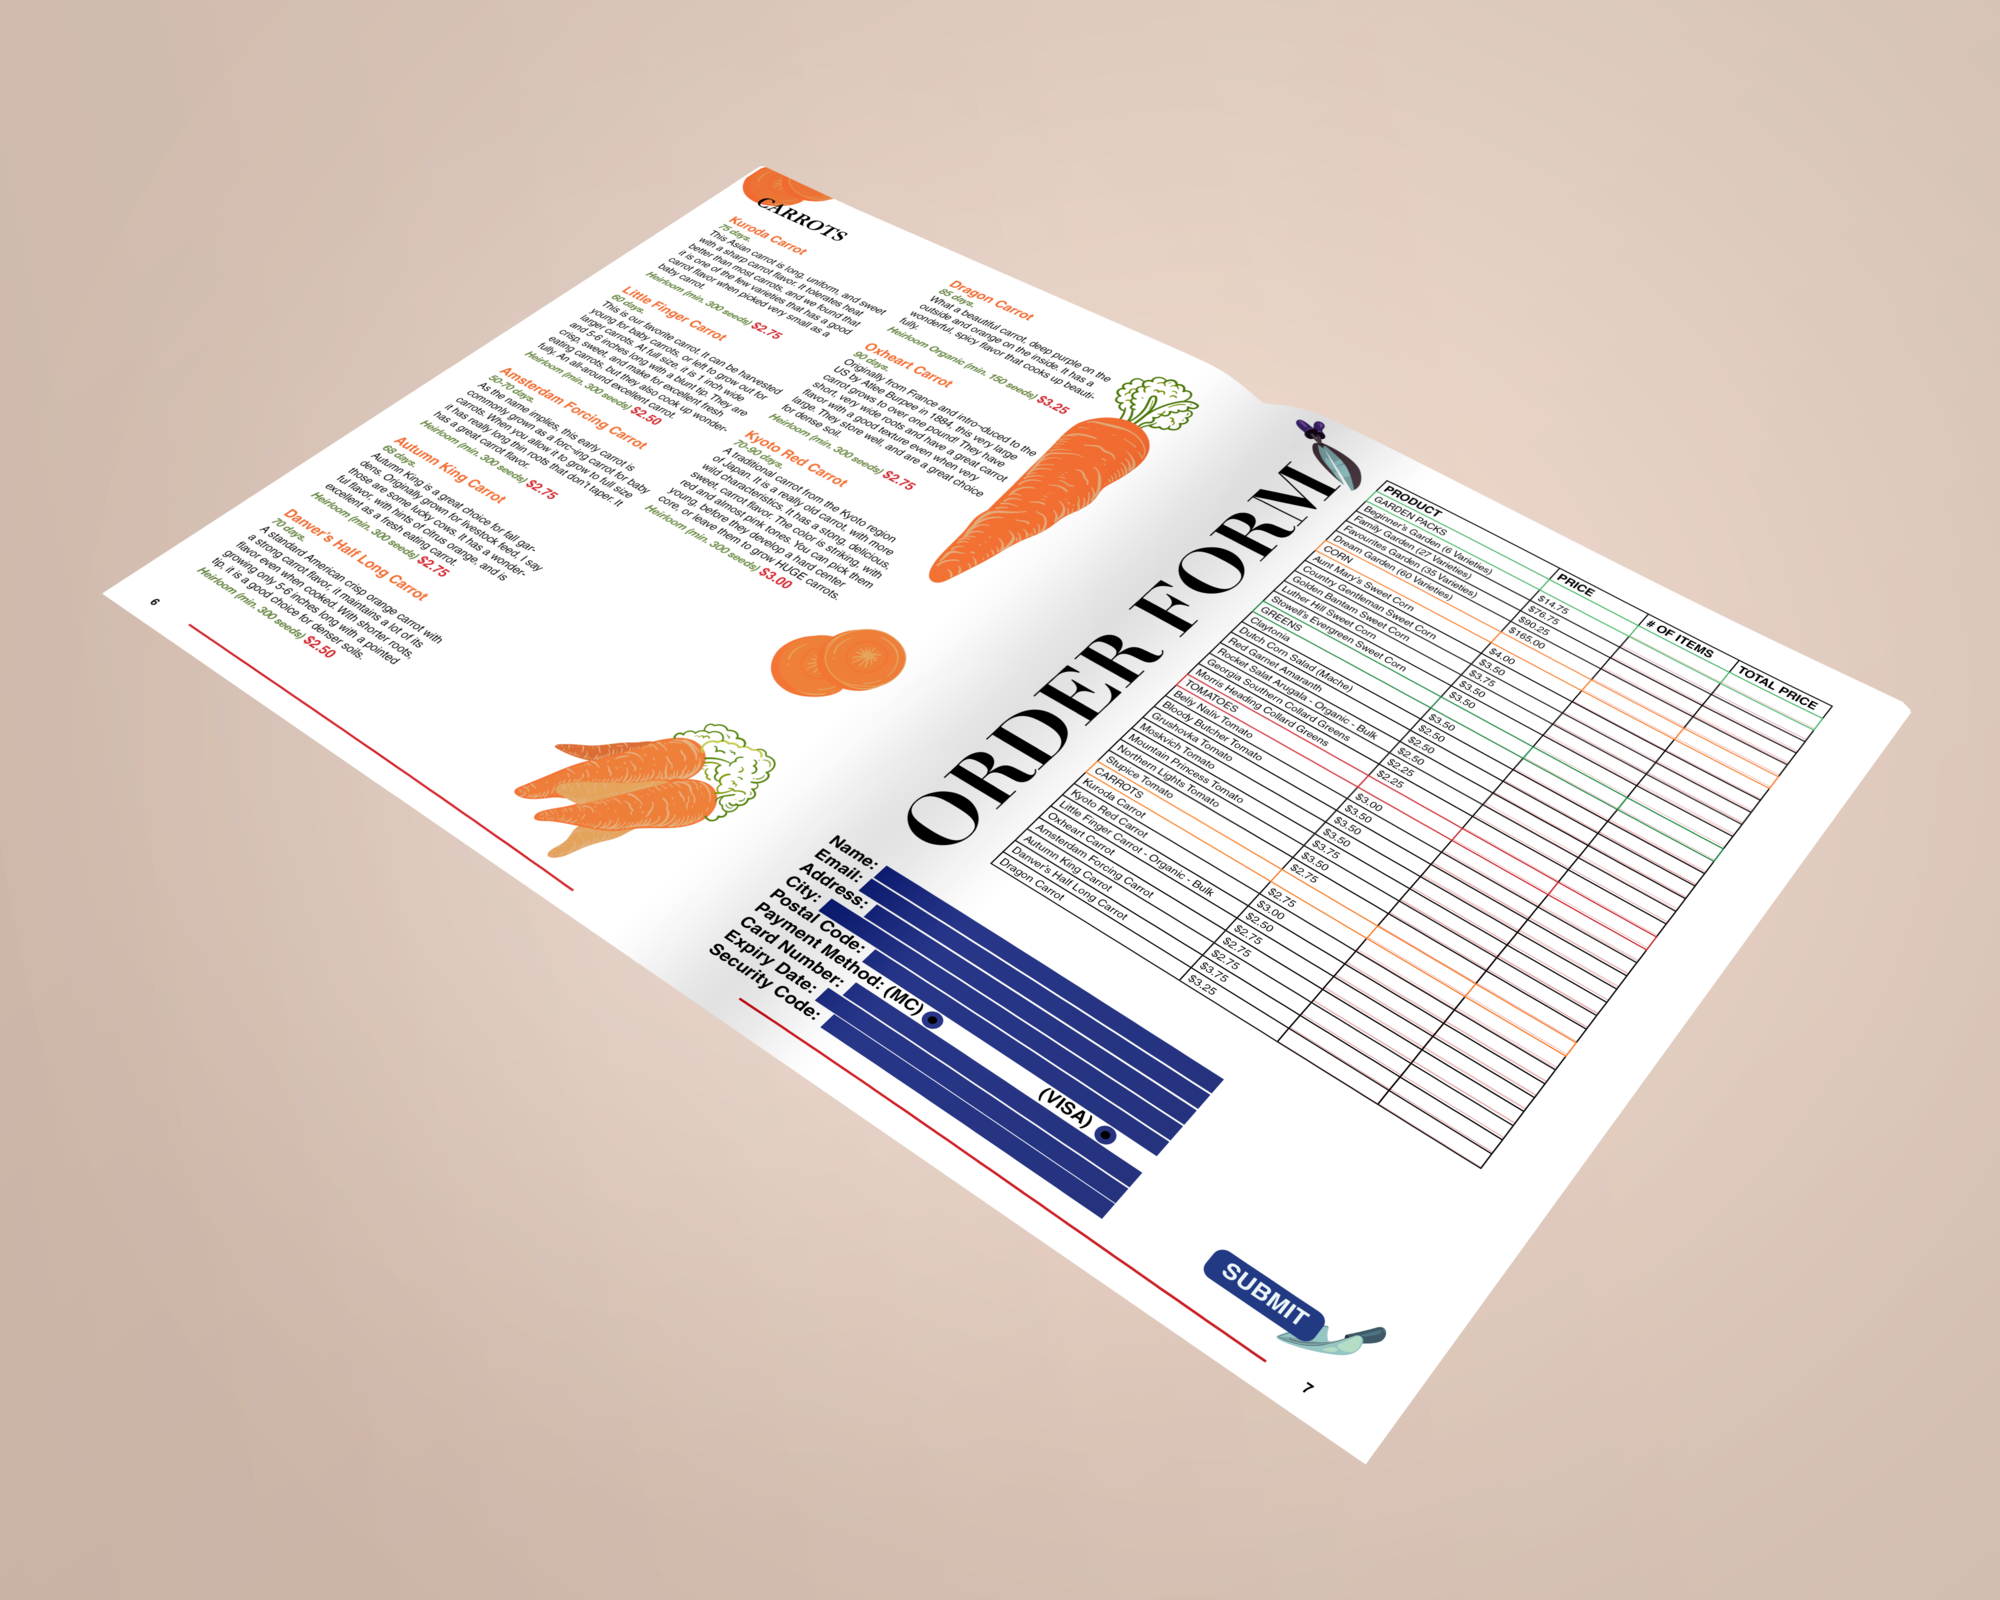 CARROTS
Kuroda Carrot
75 days.
This Asian carrot is long, uniform, and sweet
with a sharp carrot flavor. It tolerates heat
better than most carrots, and we found that
it is one of the few varieties that has a good
carrot flavor when picked very small as a
baby carrot.
Heirloom (min. 300 seeds) $2.75
Little Finger Carrot
60 days.
This is our favorite carrot. It can be harvested
young for baby carrots, or left to grow out for
larger carrots. At full size, it is 1 inch wide
and 5-6 inches long with a blunt tip. They are
crisp, sweet, and make for excellent fresh
eating carrots, but they also cook up wonder-
fully. An all-around excellent carrot.
Heirloom (min. 300 seeds) $2.50
Amsterdam Forcing Carrot
50-70 days.
As the name implies, this early carrot is
commonly grown as a forc-ing carrot for baby
carrots. When you allow it to grow to full size
it has really long thin roots that don't taper. It
has a great carrot flavor.
Heirloom (min. 300 seeds) $2.75
Autumn King Carrot
68 days.
Autumn King is a great choice for fall gar-
dens. Originally grown for livestock feed, I say
those are some lucky cows. It has a wonder-
ful flavor, with hints of citrus orange, and is
excellent as a fresh eating carrot.
Heirloom (min. 300 seeds) $2.75
Danver's Half Long Carrot
70 days.
A standard American crisp orange carrot with
a strong carrot flavor, it maintains a lot of its
flavor even when cooked. With shorter roots,
growing only 5-6 inches long with a pointed
tip, it is a good choice for denser soils.
Heirloom (min. 300 seeds) $2.50
Dragon Carrot
85 days.
What a beautiful carrot, deep purple on the
outside and orange on the inside. It has a
wonderful, spicy flavor that cooks up beauti-
fully.
Heirloom Organic (min. 150 seeds) $3.25
Oxheart Carrot
90 days.
Originally from France and intro-duced to the
US by Atlee Burpee in 1884, this very large
carrot grows to over one pound! They have
short, very wide roots and have a great carrot
flavor with a good texture even when very
large. They store well, and are a great choice
for dense soil.
Heirloom (min. 300 seeds) $2.75
Kyoto Red Carrot
70-90 days.
A traditional carrot from the Kyoto region
of Japan. It is a really old carrot, with more
wild characteristics. It has a stong, delicious,
sweet, carrot flavor. The color is striking, with
red and almost pink tones. You can pick them
young, before they develop a hard center-
core, or leave them to grow HUGE carrots.
Heirloom (min. 300 seeds) $3.00
6
ORDER FORM
PRODUCT PRICE # OF ITEMS TOTAL PRICE
GARDEN PACKS
Beginner's Garden (6 Varieties) $14.75
Family Garden (27 Varieties) $76.75
Favourites Garden (35 Varieties) $90.25
Dream Garden (60 Varieties) $165.00
CORN
Aunt Mary's Sweet Corn $4.00
Country Gentleman Sweet Corn $3.50
Golden Bantam Sweet Corn $3.75
Luther Hill Sweet Corn $3.50
Stowell's Evergreen Sweet Corn $3.50
GREENS
Claytonia $3.50
Dutch Corn Salad (Mache) $2.50
Red Garnet Amaranth $2.50
Rocket Salat Arugala - Organic - Bulk $2.50
Georgia Southern Collard Greens $2.25
Morris Heading Collard Greens $2.25
TOMATOES
Beliy Naliv Tomato $3.00
Bloody Butcher Tomato $3.50
Grushovka Tomato $3.50
Moskvich Tomato $3.50
Mountain Princess Tomato $3.75
Northern Lights Tomato $3.50
Stupice Tomato $2.75
CARROTS
Kuroda Carrot $2.75
Kyoto Red Carrot $3.00
Little Finger Carrot - Organic - Bulk $2.50
Oxheart Carrot $2.75
Amsterdam Forcing Carrot $2.75
Autumn King Carrot $2.75
Danver's Half Long Carrot $3.75
Dragon Carrot $3.25
Name:
Email:
Address:
City:
Postal Code:
Payment Method: (MC) (VISA)
Card Number:
Expiry Date:
Security Code:
SUBMIT
7